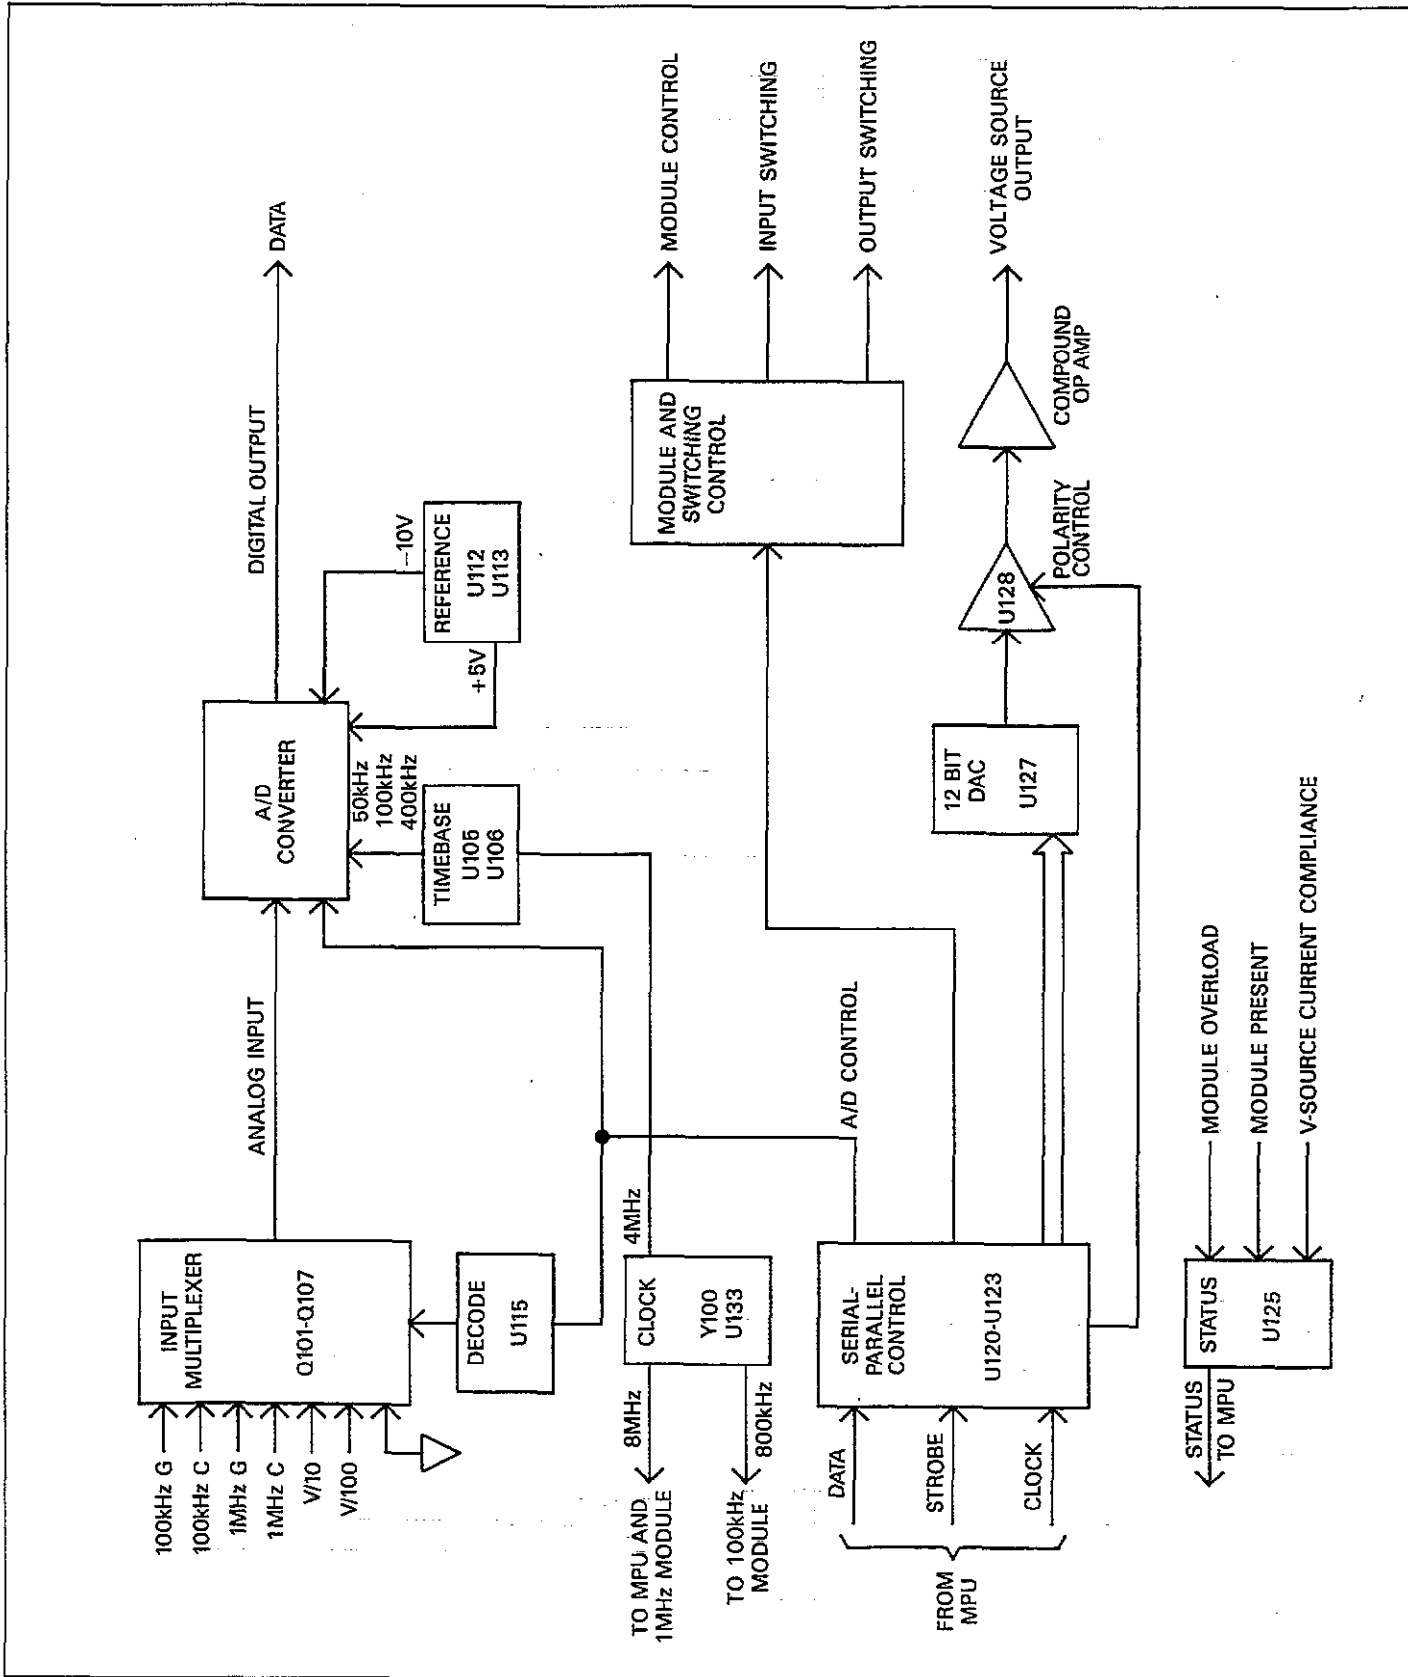 100kHz G
100kHz C
1MHz G
1MHz C
V/10
V/100
INPUT
MULTIPLEXER
Q101-Q107
ANALOG INPUT
A/D
CONVERTER
DIGITAL OUTPUT
DATA
DECODE
U115
50kHz
100kHz
400kHz
TIMEBASE
U105
U106
+5V
-10V
REFERENCE
U112
U113
TO MPU AND
1MHz MODULE
8MHz
TO 100kHz
MODULE
800kHz
CLOCK
Y100
U133
4MHz
MODULE AND
SWITCHING
CONTROL
MODULE CONTROL
INPUT SWITCHING
OUTPUT SWITCHING
FROM
MPU
DATA
STROBE
CLOCK
SERIAL-
PARALLEL
CONTROL
U120-U123
A/D CONTROL
12 BIT
DAC
U127
U128
POLARITY
CONTROL
COMPOUND
OP AMP
VOLTAGE SOURCE
OUTPUT
STATUS
TO MPU
STATUS
U125
MODULE OVERLOAD
MODULE PRESENT
V-SOURCE CURRENT COMPLIANCE